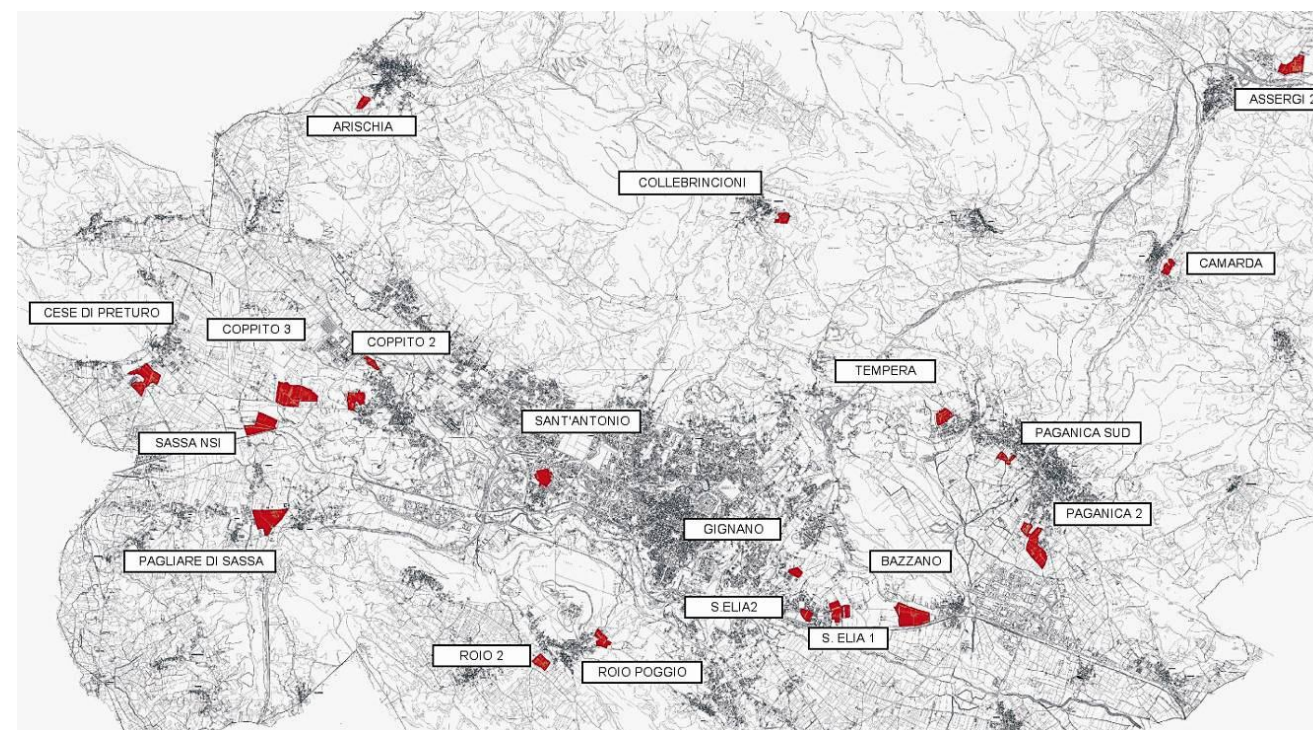 ASSERGI 2
ARISCHIA
COLLEBRINCIONI
CAMARDA
CESE DI PRETURO
COPPITO 3
COPPITO 2
TEMPERA
SANT'ANTONIO
PAGANICA SUD
SASSA NSI
PAGANICA 2
GIGNANO
PAGLIARE DI SASSA
BAZZANO
S.ELIA2
S. ELIA 1
ROIO 2
ROIO POGGIO